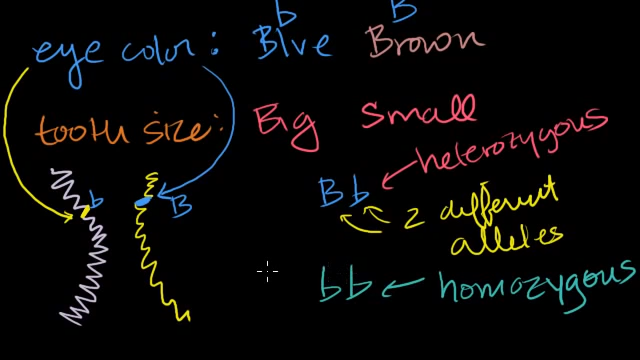 b B
eye color: Blue Brown
tooth size: Big small
heterozygous
b B
Bb
2 different
alleles
bb homozygous